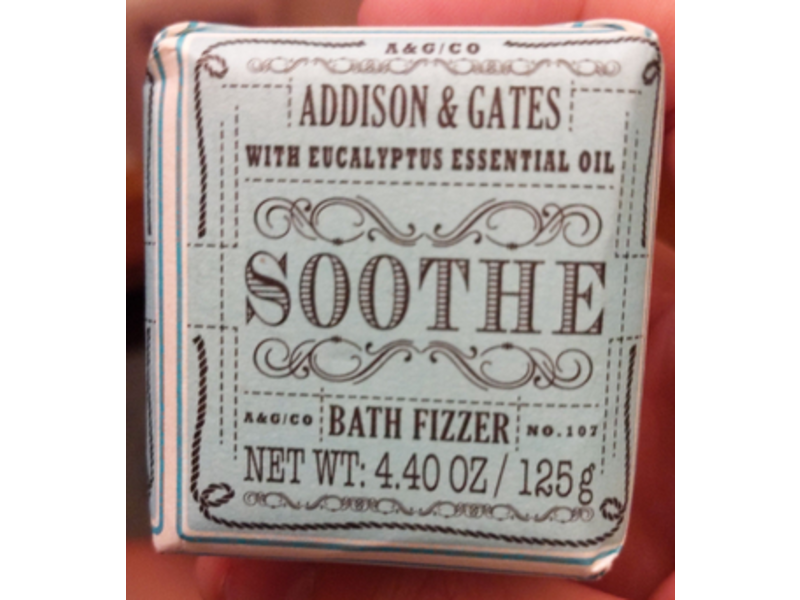 A&G/CO
ADDISON & GATES
WITH EUCALYPTUS ESSENTIAL OIL
SOOTHE
A&G/CO BATH FIZZER NO.107
NET WT: 4.40 OZ/ 125g